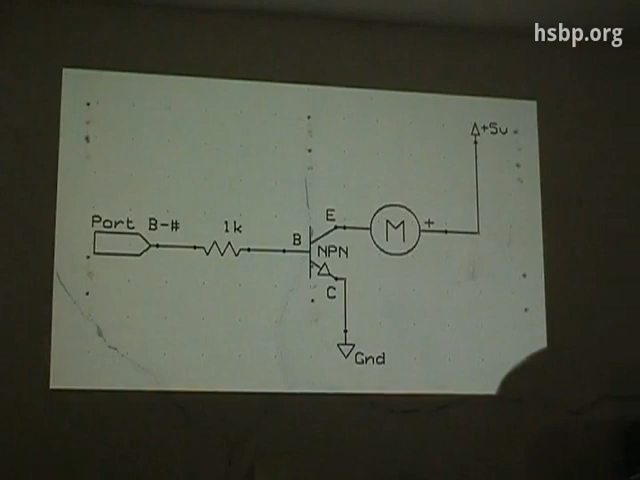 hsbp.org
+5v
E
Port B-# 1k B M +
NPN
C
Gnd